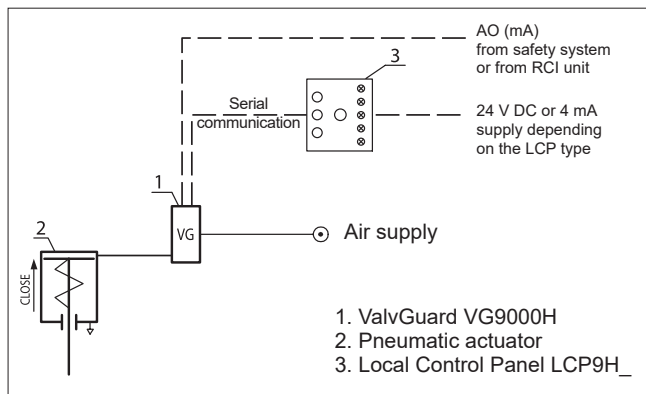 AO (mA)
from safety system
or from RCI unit
3
Serial
communication
24 V DC or 4 mA
supply depending
on the LCP type
1
VG
Air supply
2
CLOSE
1. ValvGuard VG9000H
2. Pneumatic actuator
3. Local Control Panel LCP9H_